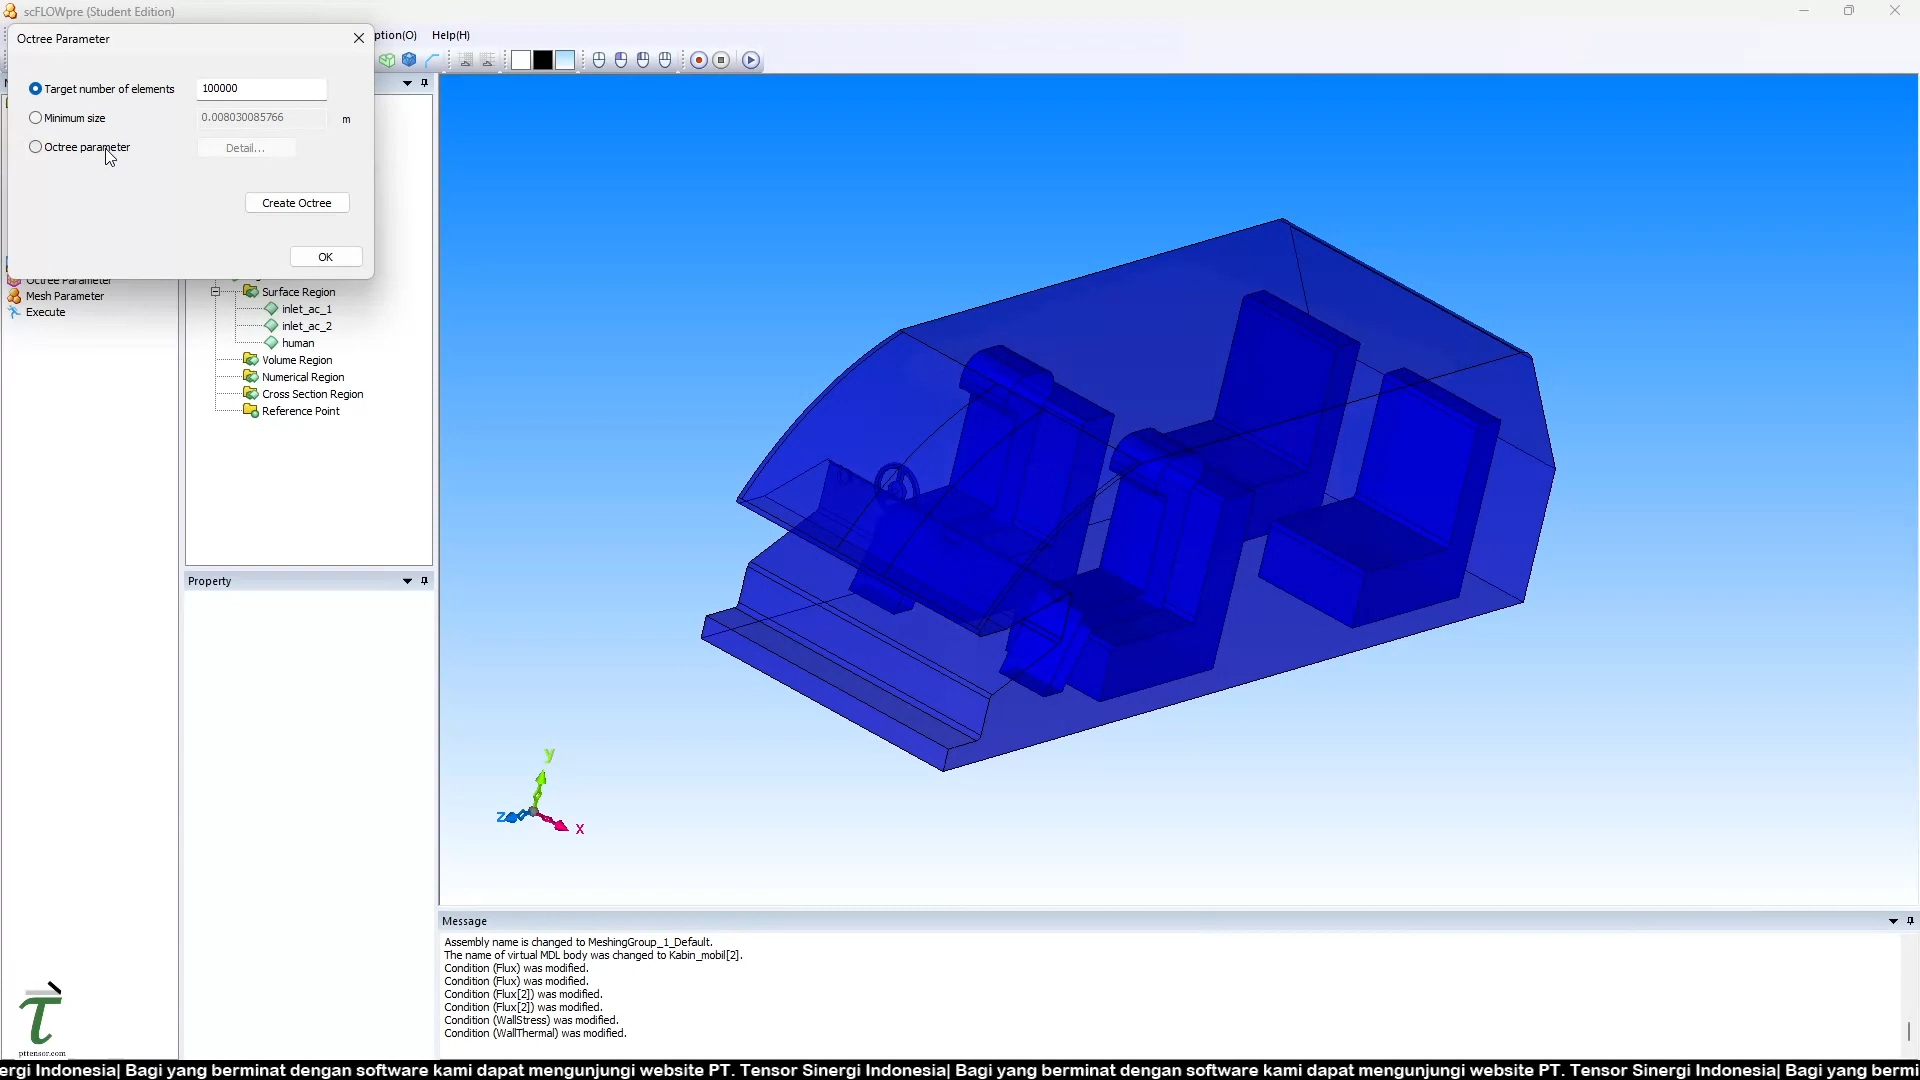 scFLOWpre (Student Edition)
Octree Parameter
ption(O) Help(H)
Target number of elements 100000
Minimum size 0.008030085766 m
Octree parameter Detail...
Create Octree
OK
Octree Parameter
Mesh Parameter
Execute
Surface Region
inlet_ac_1
inlet_ac_2
human
Volume Region
Numerical Region
Cross Section Region
Reference Point
Property
y
z
x
Message
Assembly name is changed to MeshingGroup_1_Default.
The name of virtual MDL body was changed to Kabin_mobil[2].
Condition (Flux) was modified.
Condition (Flux) was modified.
Condition (Flux[2]) was modified.
Condition (Flux[2]) was modified.
Condition (WallStress) was modified.
Condition (WallThermal) was modified.
pttensor.com
ergi Indonesia| Bagi yang berminat dengan software kami dapat mengunjungi website PT. Tensor Sinergi Indonesia| Bagi yang berminat dengan software kami dapat mengunjungi website PT. Tensor Sinergi Indonesia| Bagi yang bermi